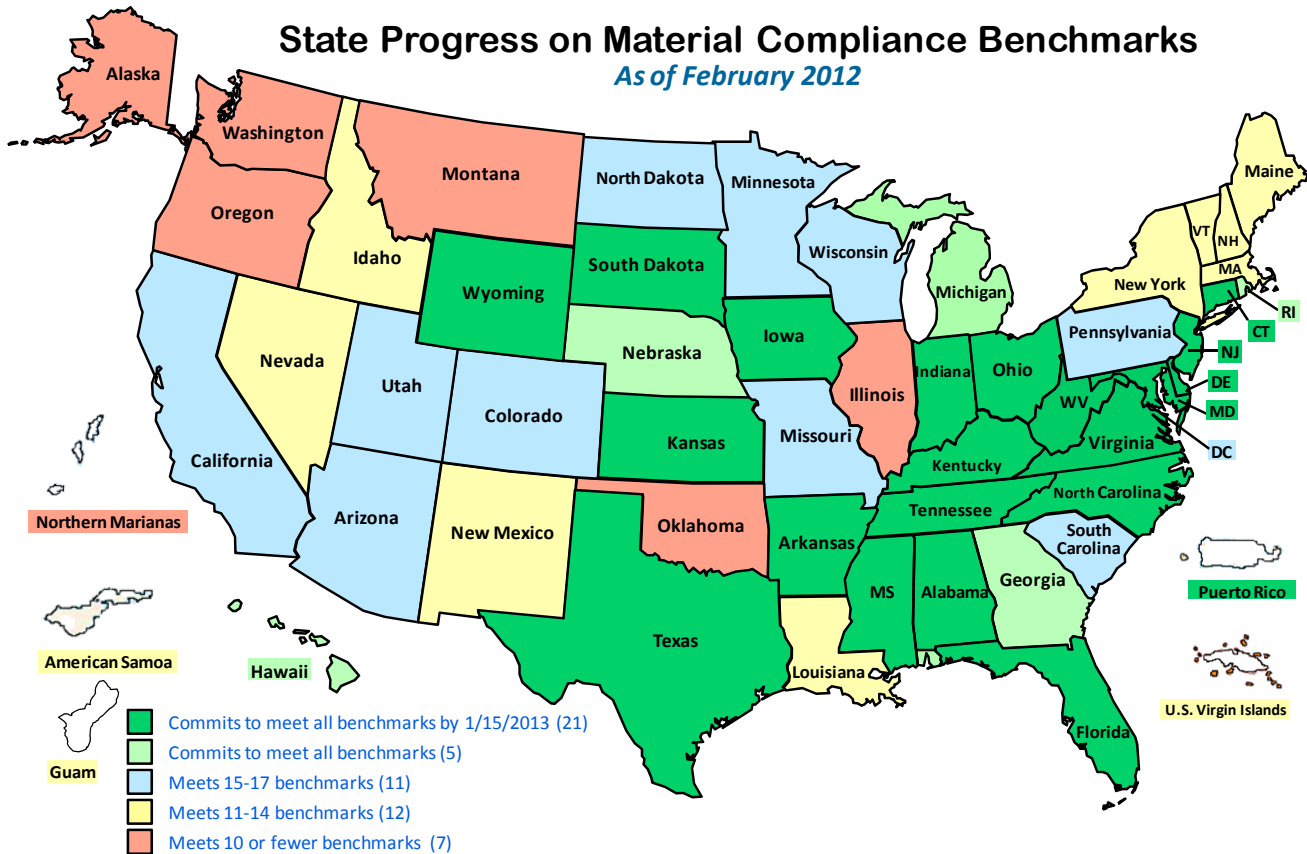 State Progress on Material Compliance Benchmarks
As of February 2012
Alaska
Washington
Montana
North Dakota
Minnesota
Maine
Oregon
Idaho
Wisconsin
VT
NH
MA
South Dakota
Wyoming
Michigan
New York
RI
CT
Iowa
Pennsylvania
Nevada
Nebraska
NJ
Utah
Colorado
Illinois
Indiana
Ohio
DE
MD
WV
DC
California
Kansas
Missouri
Virginia
Kentucky
Northern Marianas
Arizona
New Mexico
Oklahoma
Tennessee
North Carolina
Arkansas
South
Carolina
Georgia
MS
Alabama
Puerto Rico
Texas
American Samoa
Hawaii
Louisiana
U.S. Virgin Islands
Florida
Guam
Commits to meet all benchmarks by 1/15/2013 (21)
Commits to meet all benchmarks (5)
Meets 15-17 benchmarks (11)
Meets 11-14 benchmarks (12)
Meets 10 or fewer benchmarks (7)